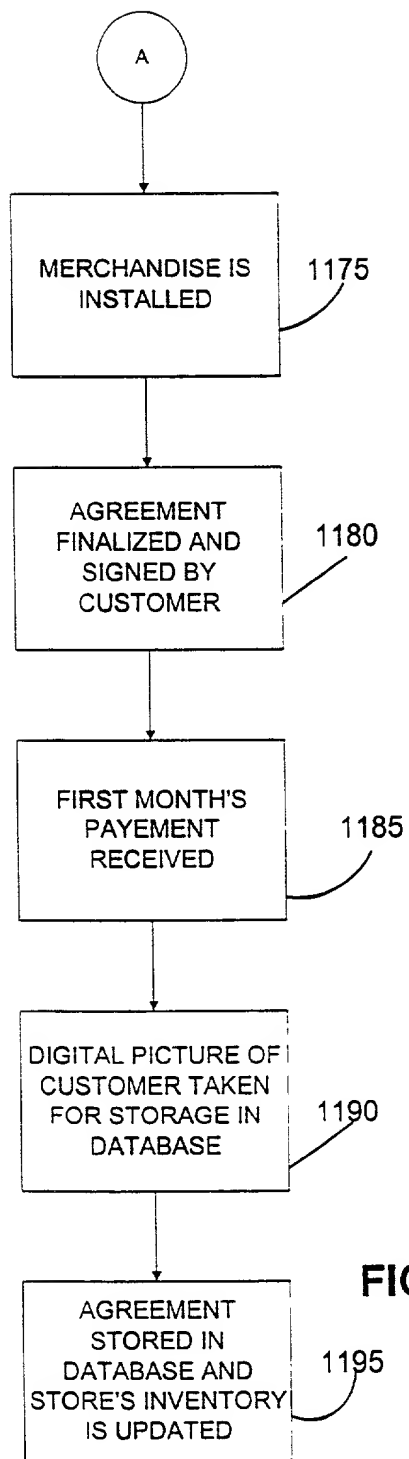 A
MERCHANDISE IS
INSTALLED
1175
AGREEMENT
FINALIZED AND
SIGNED BY
CUSTOMER
1180
FIRST MONTH'S
PAYEMENT
RECEIVED
1185
DIGITAL PICTURE OF
CUSTOMER TAKEN
FOR STORAGE IN
DATABASE
1190
FIG
AGREEMENT
STORED IN
DATABASE AND
STORE'S INVENTORY
IS UPDATED
1195